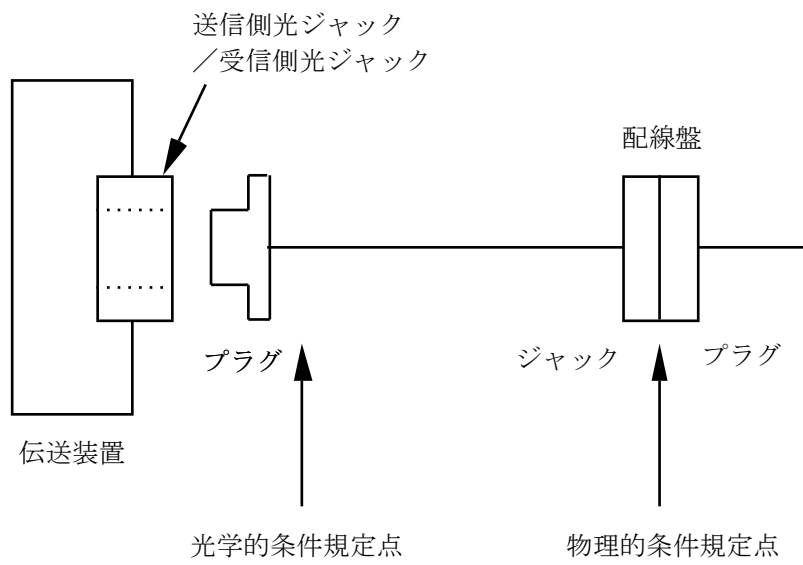 送信側光ジャック
／受信側光ジャック
配線盤
プラグ
ジャック
プラグ
伝送装置
光学的条件規定点
物理的条件規定点